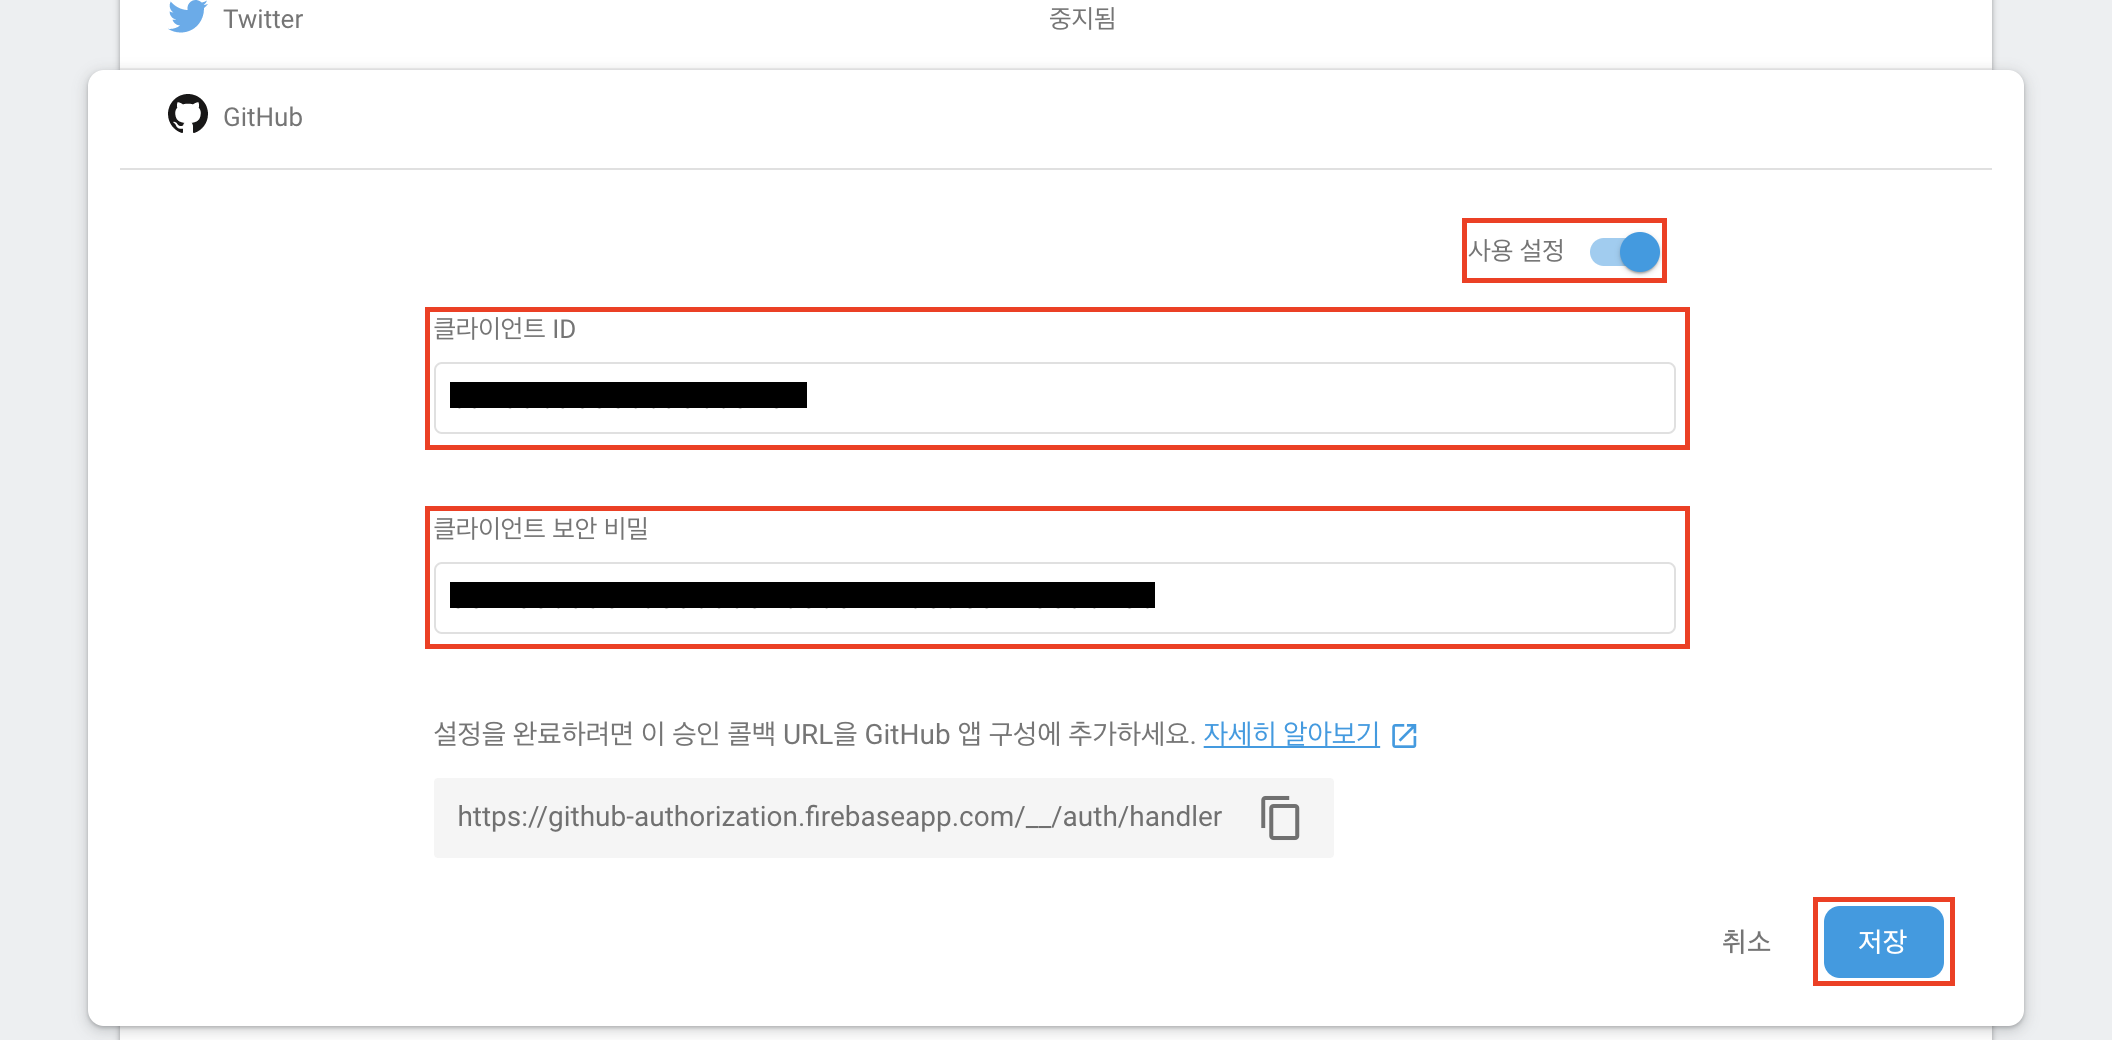 Twitter 중지됨
GitHub
사용 설정
클라이언트 ID
클라이언트 보안 비밀
설정을 완료하려면 이 승인 콜백 URL을 GitHub 앱 구성에 추가하세요. 자세히 알아보기
https://github-authorization.firebaseapp.com/__/auth/handler
취소 저장